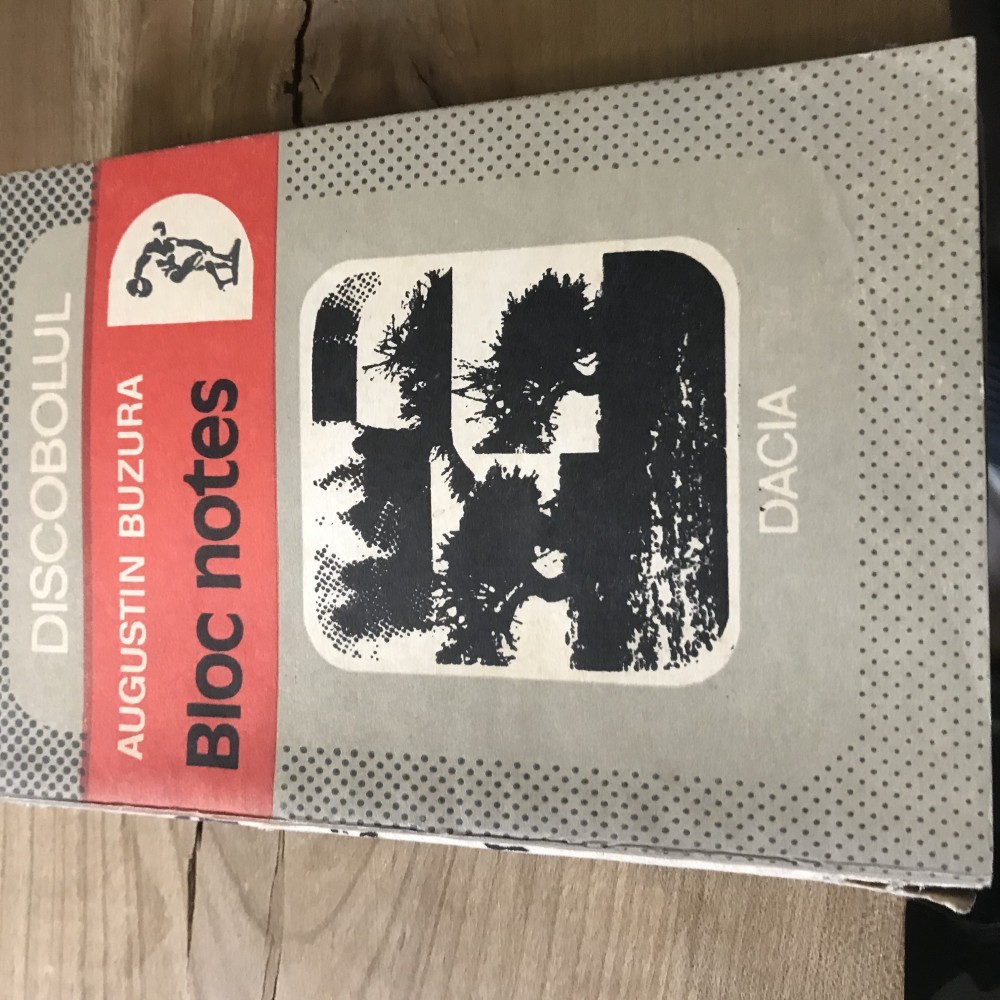 DISCOBOLUL
AUGUSTIN BUZURA
Bloc notes
DACIA